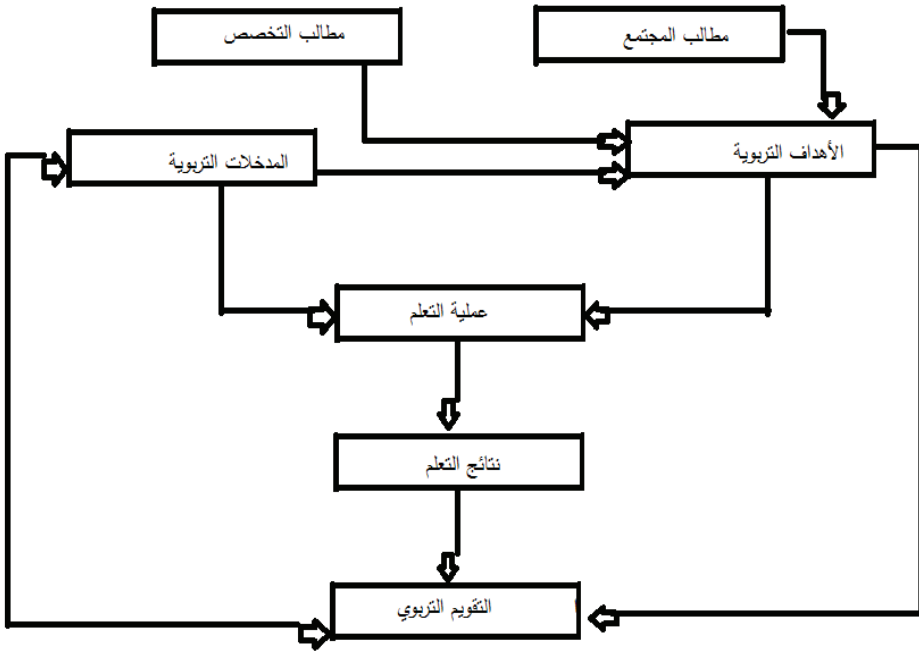 مطالب المجتمع
مطالب التخصص
الأهداف التربوية
المدخلات التربوية
عملية التعلم
نتائج التعلم
التقويم التربوي